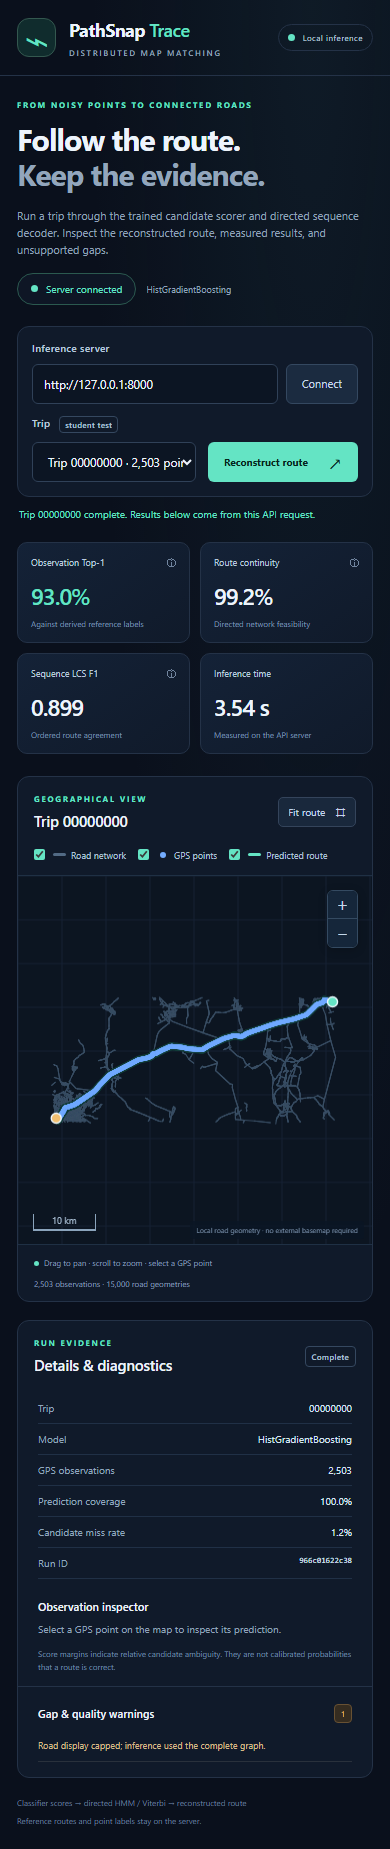 PathSnap Trace
DISTRIBUTED MAP MATCHING
Local inference
FROM NOISY POINTS TO CONNECTED ROADS
Follow the route.
Keep the evidence.
Run a trip through the trained candidate scorer and directed sequence
decoder. Inspect the reconstructed route, measured results, and
unsupported gaps.
Server connected
HistGradientBoosting
Inference server
http://127.0.0.1:8000
Connect
Trip
student test
Trip 00000000 · 2,503 poin
Reconstruct route
Trip 00000000 complete. Results below come from this API request.
Observation Top-1
93.0%
Against derived reference labels
Route continuity
99.2%
Directed network feasibility
Sequence LCS F1
0.899
Ordered route agreement
Inference time
3.54 s
Measured on the API server
GEOGRAPHICAL VIEW
Trip 00000000
Fit route
Road network
GPS points
Predicted route
+
−
10 km
Local road geometry · no external basemap required
Drag to pan · scroll to zoom · select a GPS point
2,503 observations · 15,000 road geometries
RUN EVIDENCE
Details & diagnostics
Complete
Trip 00000000
Model HistGradientBoosting
GPS observations 2,503
Prediction coverage 100.0%
Candidate miss rate 1.2%
Run ID 966c01622c38
Observation inspector
Select a GPS point on the map to inspect its prediction.
Score margins indicate relative candidate ambiguity. They are not calibrated probabilities
that a route is correct.
Gap & quality warnings
1
Road display capped; inference used the complete graph.
Classifier scores → directed HMM / Viterbi → reconstructed route
Reference routes and point labels stay on the server.